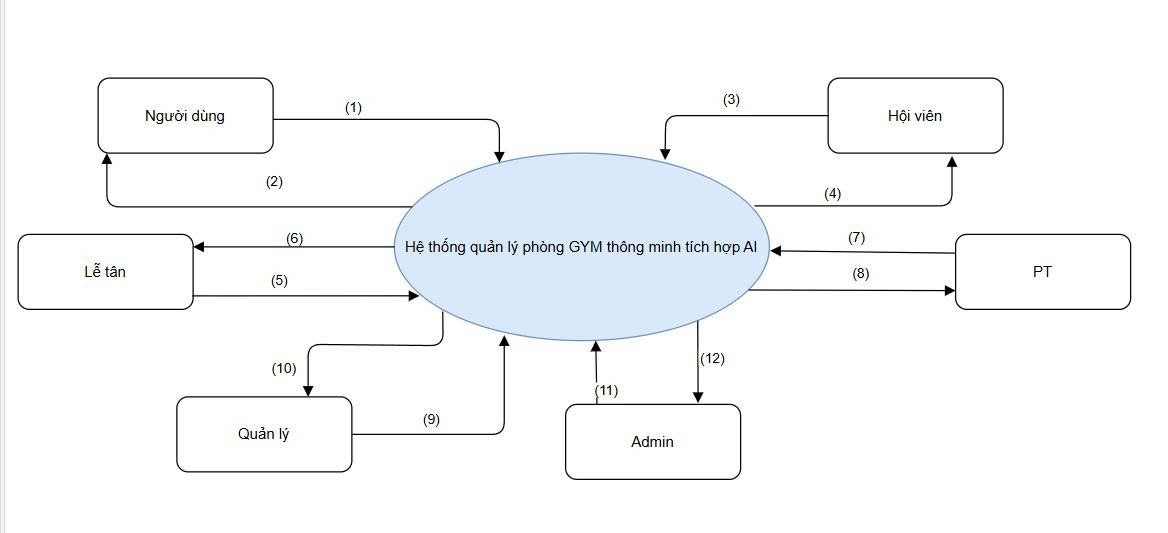 Người dùng
(1)
(3)
Hội viên
(2)
(4)
Lễ tân
(6)
(5)
Hệ thống quản lý phòng GYM thông minh tích hợp AI
(7)
(8)
PT
(10)
(9)
Quản lý
(12)
(11)
Admin